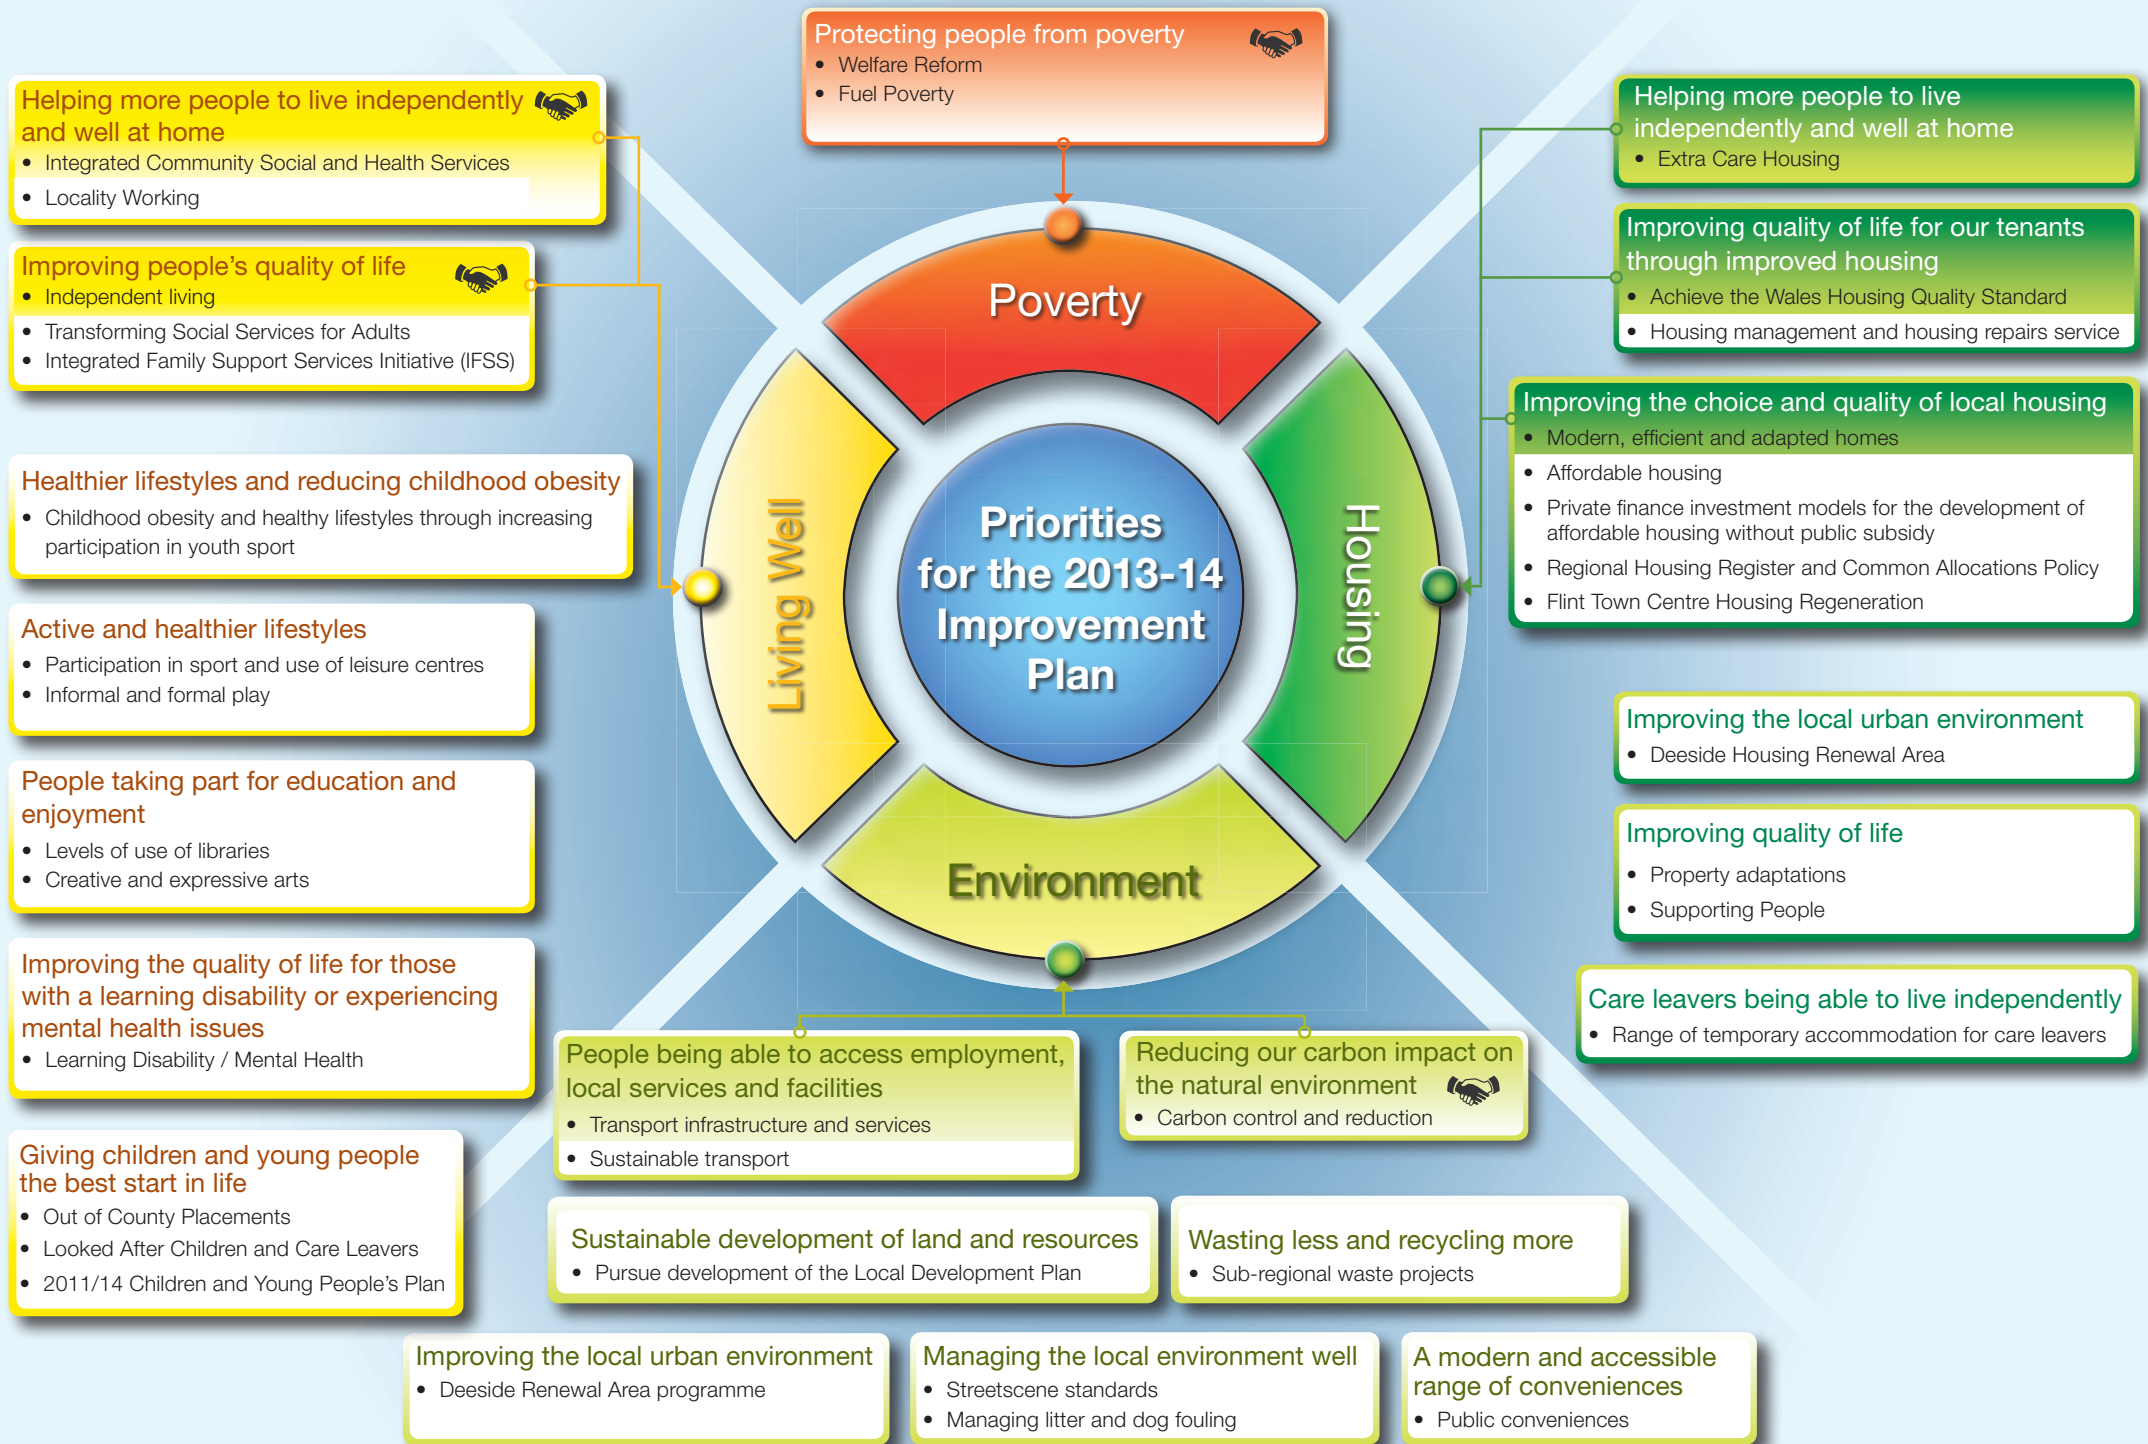 Protecting people from poverty
• Welfare Reform
• Fuel Poverty
Helping more people to live independently
and well at home
• Integrated Community Social and Health Services
• Locality Working
Improving people's quality of life
• Independent living
• Transforming Social Services for Adults
• Integrated Family Support Services Initiative (IFSS)
Healthier lifestyles and reducing childhood obesity
• Childhood obesity and healthy lifestyles through increasing
participation in youth sport
Active and healthier lifestyles
• Participation in sport and use of leisure centres
• Informal and formal play
People taking part for education and
enjoyment
• Levels of use of libraries
• Creative and expressive arts
Improving the quality of life for those
with a learning disability or experiencing
mental health issues
• Learning Disability / Mental Health
Giving children and young people
the best start in life
• Out of County Placements
• Looked After Children and Care Leavers
• 2011/14 Children and Young People's Plan
Poverty
Living Well
Priorities
for the 2013-14
Improvement
Plan
Housing
Environment
Helping more people to live
independently and well at home
• Extra Care Housing
Improving quality of life for our tenants
through improved housing
• Achieve the Wales Housing Quality Standard
• Housing management and housing repairs service
Improving the choice and quality of local housing
• Modern, efficient and adapted homes
• Affordable housing
• Private finance investment models for the development of
affordable housing without public subsidy
• Regional Housing Register and Common Allocations Policy
• Flint Town Centre Housing Regeneration
Improving the local urban environment
• Deeside Housing Renewal Area
Improving quality of life
• Property adaptations
• Supporting People
Care leavers being able to live independently
• Range of temporary accommodation for care leavers
People being able to access employment,
local services and facilities
• Transport infrastructure and services
• Sustainable transport
Reducing our carbon impact on
the natural environment
• Carbon control and reduction
Sustainable development of land and resources
• Pursue development of the Local Development Plan
Wasting less and recycling more
• Sub-regional waste projects
Improving the local urban environment
• Deeside Renewal Area programme
Managing the local environment well
• Streetscene standards
• Managing litter and dog fouling
A modern and accessible
range of conveniences
• Public conveniences